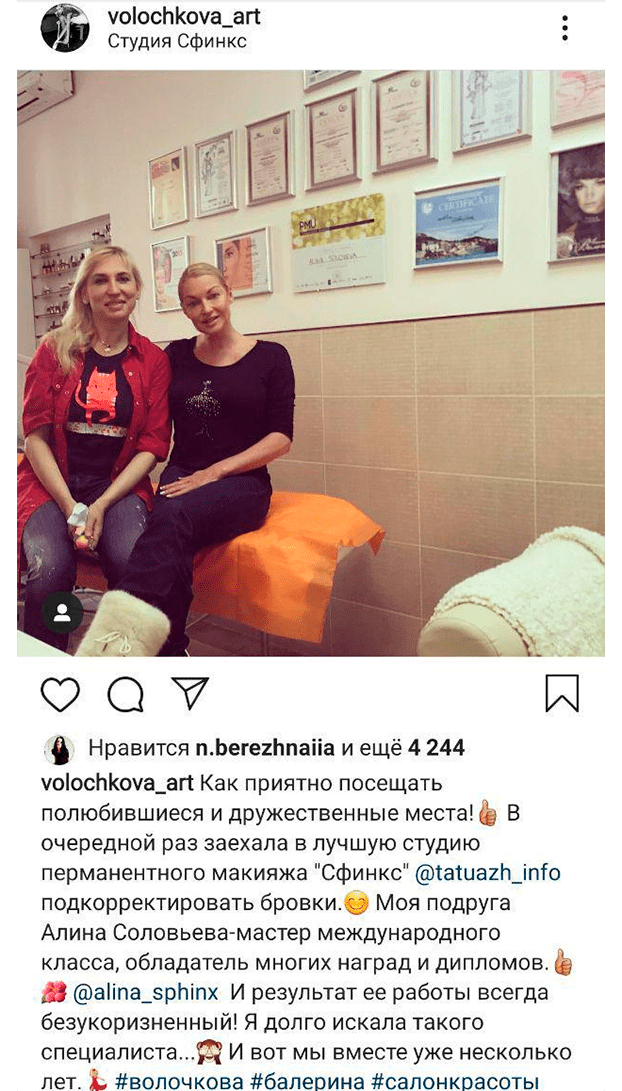 volochkova_art
Студия Сфинкс
PMU
CERTIFICATE
Нравится n.berezhnaiia и ещё 4 244
volochkova_art Как приятно посещать
полюбившиеся и дружественные места!👍 В
очередной раз заехала в лучшую студию
перманентного макияжа "Сфинкс" @tatuazh_info
подкорректировать бровки.😊 Моя подруга
Алина Соловьева-мастер международного
класса, обладатель многих наград и дипломов.👍
💐 @alina_sphinx И результат ее работы всегда
безукоризненный! Я долго искала такого
специалиста...🙈 И вот мы вместе уже несколько
лет.💃 #волочкова #балерина #салонкрасоты